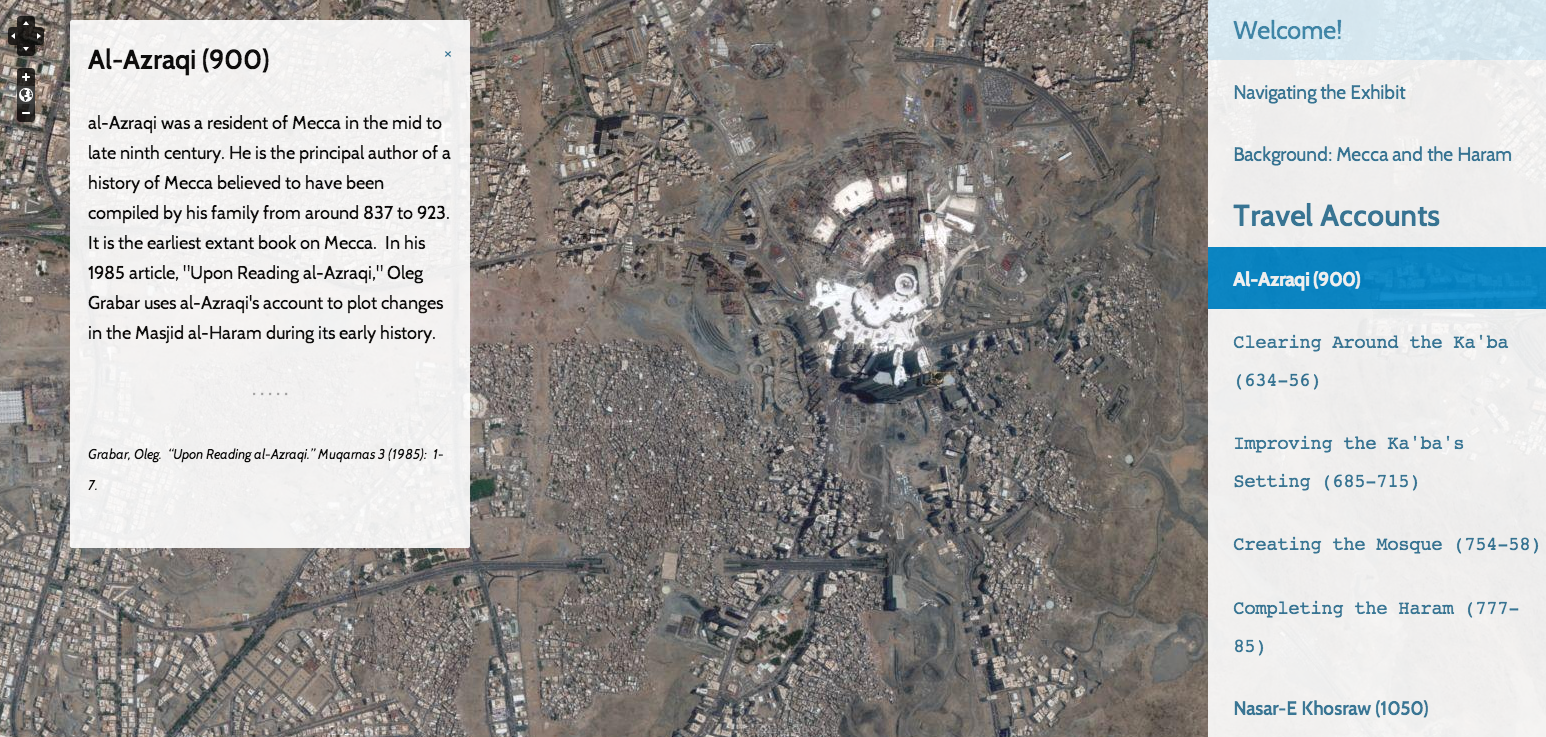 Al-Azraqi (900)
×
al-Azraqi was a resident of Mecca in the mid to
late ninth century. He is the principal author of a
history of Mecca believed to have been
compiled by his family from around 837 to 923.
It is the earliest extant book on Mecca.  In his
1985 article, "Upon Reading al-Azraqi," Oleg
Grabar uses al-Azraqi's account to plot changes
in the Masjid al-Haram during its early history.
. . . . .
Grabar, Oleg.  “Upon Reading al-Azraqi.” Muqarnas 3 (1985):  1-
7.
Welcome!
Navigating the Exhibit
Background: Mecca and the Haram
Travel Accounts
Al-Azraqi (900)
Clearing Around the Ka'ba
(634-56)
Improving the Ka'ba's
Setting (685-715)
Creating the Mosque (754-58)
Completing the Haram (777-
85)
Nasar-E Khosraw (1050)